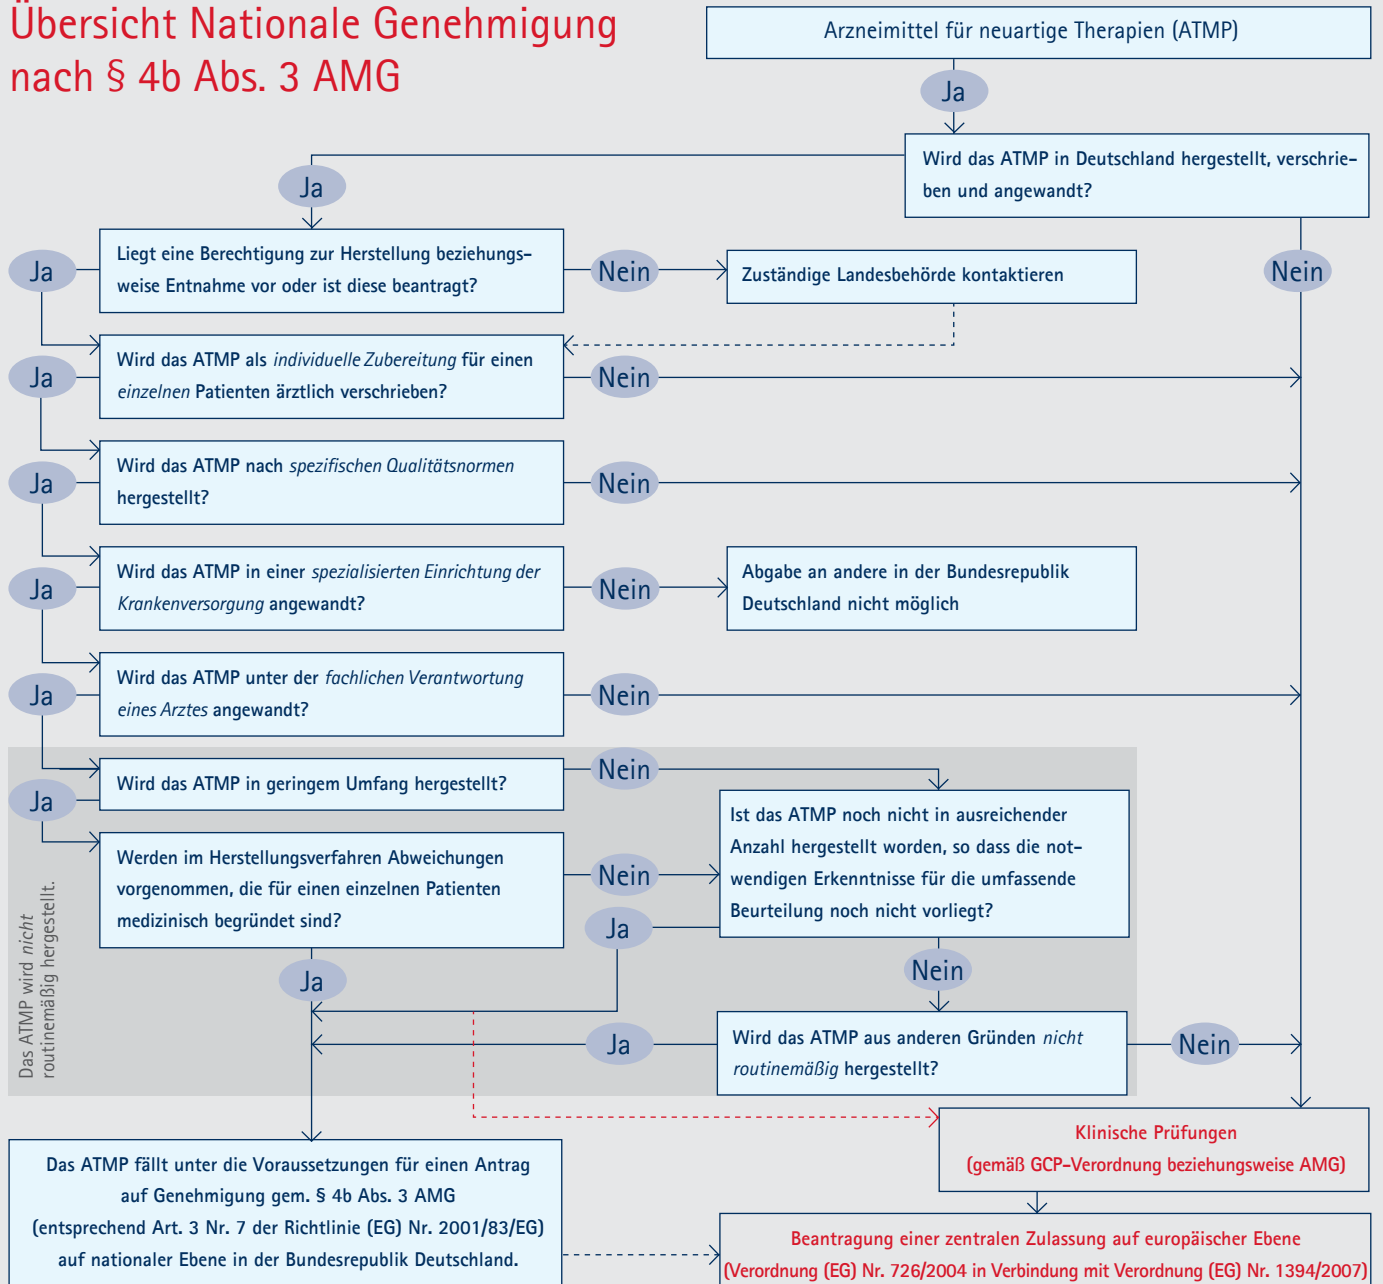 Übersicht Nationale Genehmigung
nach § 4b Abs. 3 AMG
Arzneimittel für neuartige Therapien (ATMP)
Ja
Wird das ATMP in Deutschland hergestellt, verschrie-
ben und angewandt?
Ja
Nein
Liegt eine Berechtigung zur Herstellung beziehungs-
weise Entnahme vor oder ist diese beantragt?
Ja
Nein
Zuständige Landesbehörde kontaktieren
Wird das ATMP als individuelle Zubereitung für einen
einzelnen Patienten ärztlich verschrieben?
Ja
Nein
Wird das ATMP nach spezifischen Qualitätsnormen
hergestellt?
Ja
Nein
Wird das ATMP in einer spezialisierten Einrichtung der
Krankenversorgung angewandt?
Ja
Nein
Abgabe an andere in der Bundesrepublik
Deutschland nicht möglich
Wird das ATMP unter der fachlichen Verantwortung
eines Arztes angewandt?
Ja
Nein
Wird das ATMP in geringem Umfang hergestellt?
Ja
Nein
Werden im Herstellungsverfahren Abweichungen
vorgenommen, die für einen einzelnen Patienten
medizinisch begründet sind?
Nein
Ja
Ist das ATMP noch nicht in ausreichender
Anzahl hergestellt worden, so dass die not-
wendigen Erkenntnisse für die umfassende
Beurteilung noch nicht vorliegt?
Ja
Nein
Wird das ATMP aus anderen Gründen nicht
routinemäßig hergestellt?
Ja
Nein
Das ATMP wird nicht
routinemäßig hergestellt.
Klinische Prüfungen
(gemäß GCP-Verordnung beziehungsweise AMG)
Das ATMP fällt unter die Voraussetzungen für einen Antrag
auf Genehmigung gem. § 4b Abs. 3 AMG
(entsprechend Art. 3 Nr. 7 der Richtlinie (EG) Nr. 2001/83/EG)
auf nationaler Ebene in der Bundesrepublik Deutschland.
Beantragung einer zentralen Zulassung auf europäischer Ebene
(Verordnung (EG) Nr. 726/2004 in Verbindung mit Verordnung (EG) Nr. 1394/2007)